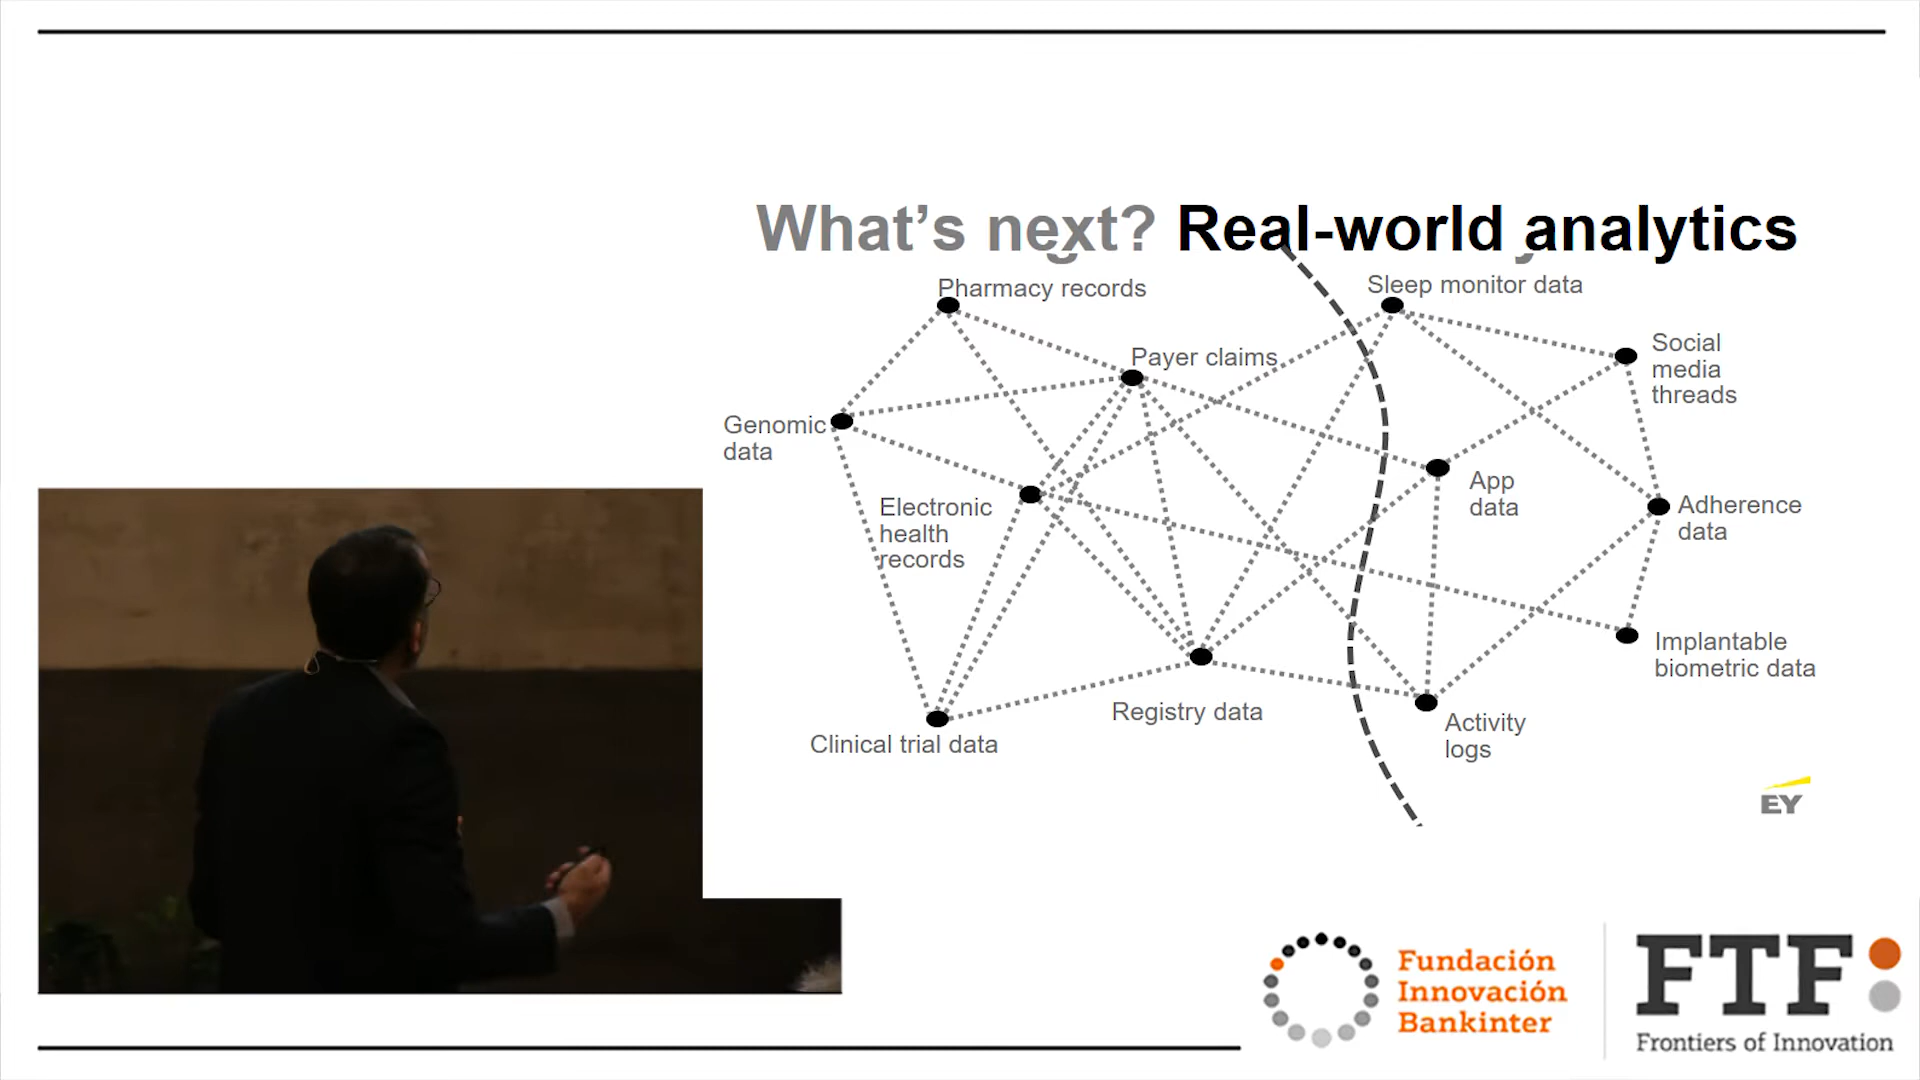 What's next? Real-world analytics
Pharmacy records
Sleep monitor data
Social
media
threads
Payer claims
Genomic
data
App
data
Adherence
data
Electronic
health
records
Implantable
biometric data
Registry data
Activity
logs
Clinical trial data
EY
Fundación
Innovación
Bankinter
FTF:
Frontiers of Innovation